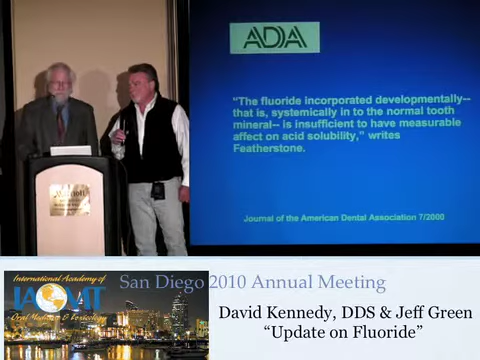 ADA
“The fluoride incorporated developmentally--
that is, systemically in to the normal tooth
mineral-- is insufficient to have measurable
affect on acid solubility,” writes
Featherstone.
Journal of the American Dental Association 7/2000
Marriott
International Academy of
IAOMT
Oral Medicine & Toxicology
San Diego 2010 Annual Meeting
David Kennedy, DDS & Jeff Green
“Update on Fluoride”